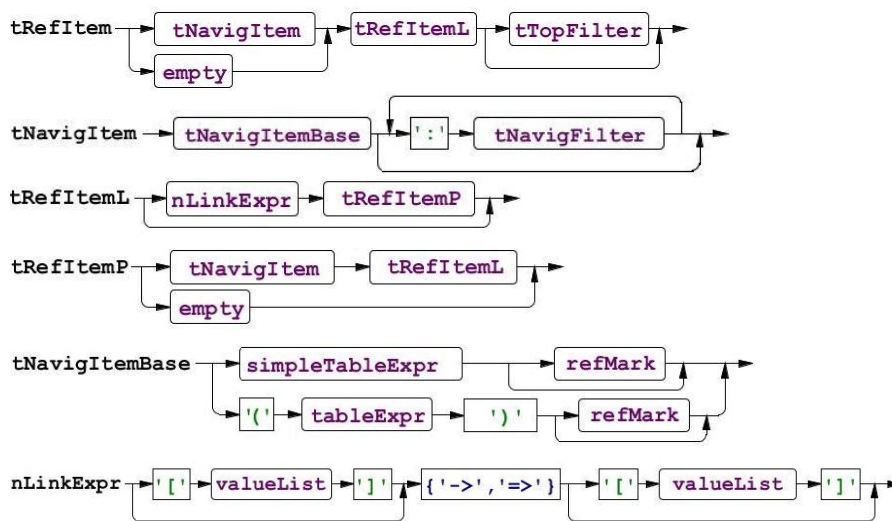 tRefItem tNavigItem tRefItemL tTopFilter
empty
tNavigItem tNavigItemBase ':' tNavigFilter
tRefItemL nLinkExpr tRefItemP
tRefItemP tNavigItem tRefItemL
empty
tNavigItemBase simpleTableExpr refMark
'(' tableExpr ')' refMark
nLinkExpr '[' valueList ']' {'->','=>'} '[' valueList ']'